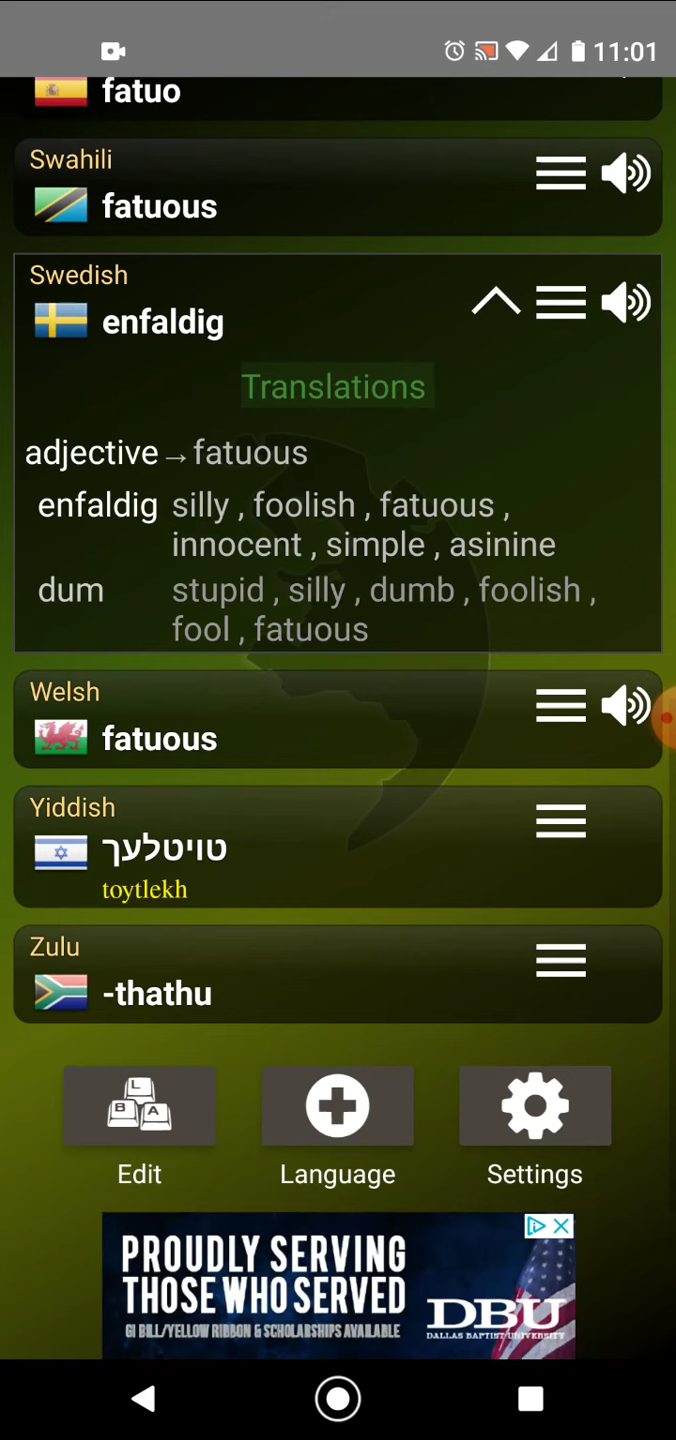 11:01
fatuo
Swahili
fatuous
Swedish
enfaldig
Translations
adjective→fatuous
enfaldig silly , foolish , fatuous ,
innocent , simple , asinine
dum stupid , silly , dumb , foolish ,
fool , fatuous
Welsh
fatuous
Yiddish
טויטלעך
toytlekh
Zulu
-thathu
L
B A
Edit Language Settings
PROUDLY SERVING
THOSE WHO SERVED
GI BILL/YELLOW RIBBON & SCHOLARSHIPS AVAILABLE
DBU
DALLAS BAPTIST UNIVERSITY